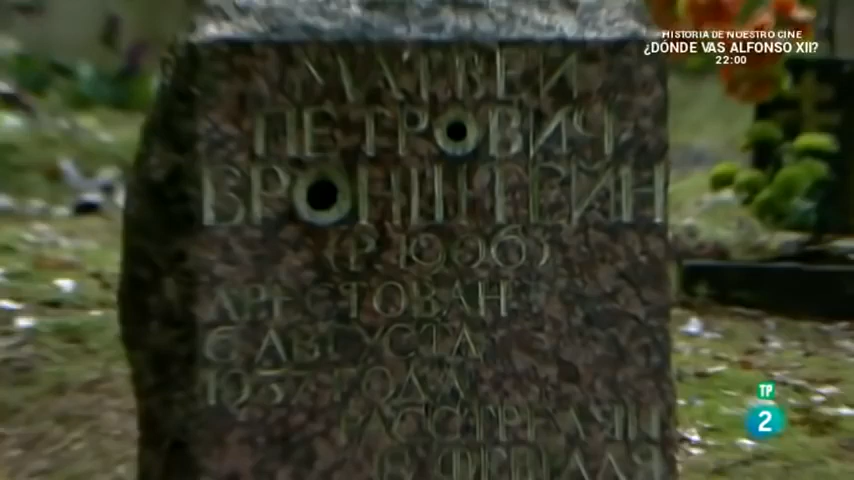 HISTORIA DE NUESTRO CINE
¿DÓNDE VAS ALFONSO XII?
22:00
МАТВЕЙ
ПЕТРОВИЧ
БРОНШТЕЙН
(Р. 1906)
АРЕСТОВАН
6 АВГУСТА
1937 ГОДА
РАССТРЕЛЯН
ФЕВРАЛЯ
TP
2